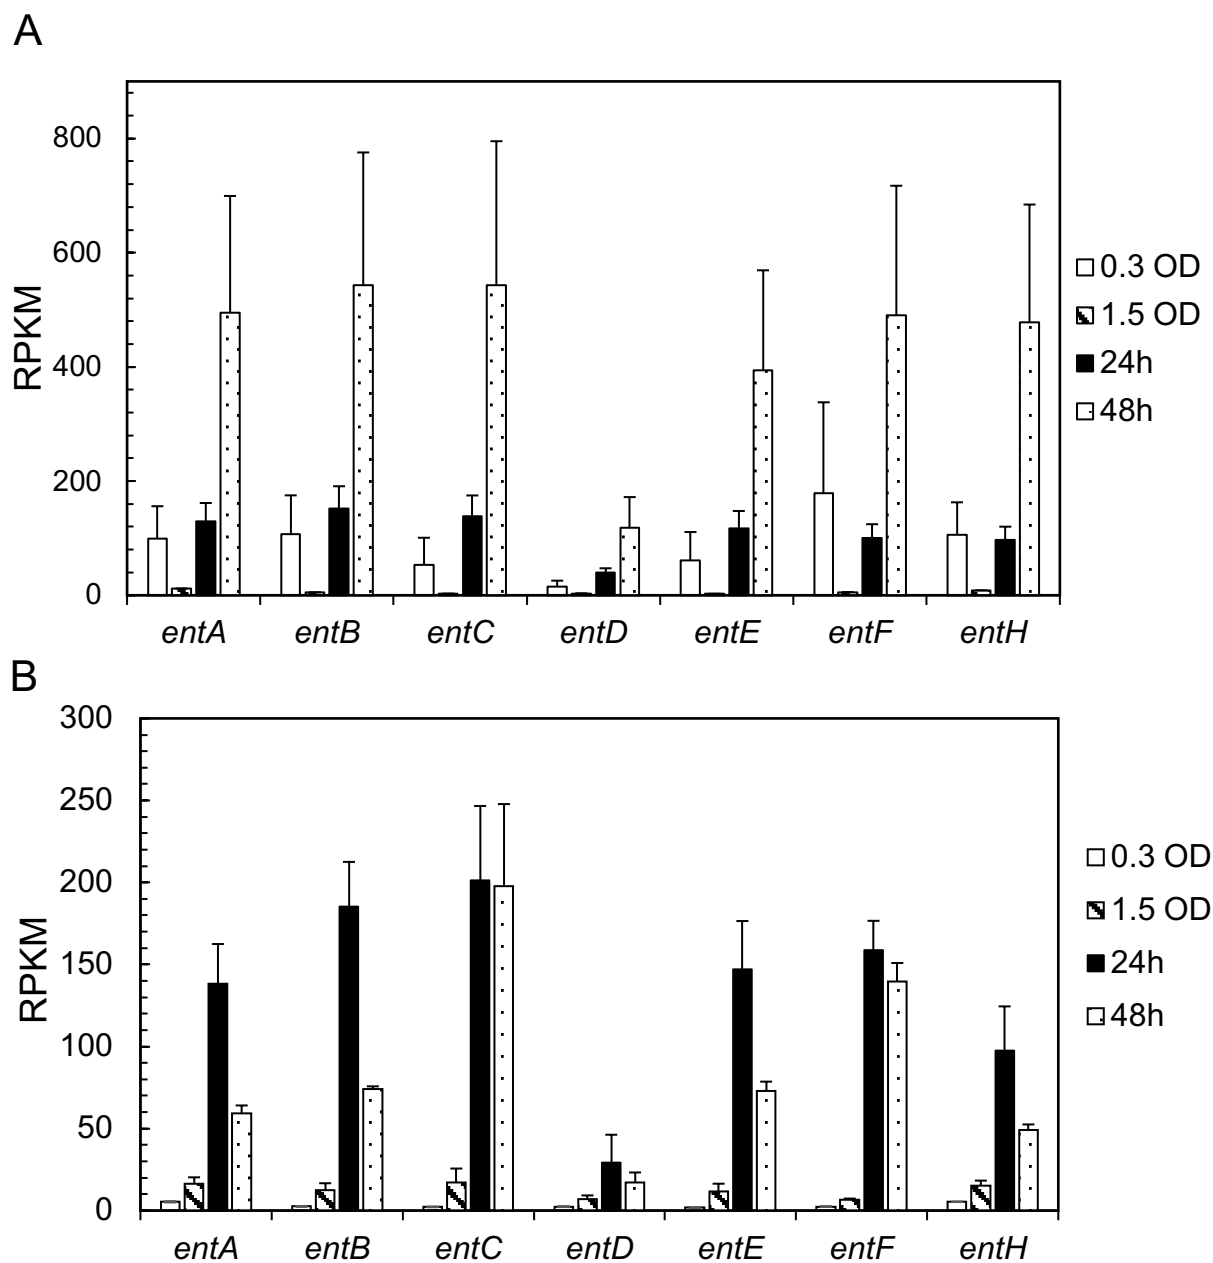 A
RPKM
800
600
400
200
0
entA entB entC entD entE entF entH
0.3 OD
1.5 OD
24h
48h
B
RPKM
300
250
200
150
100
50
0
entA entB entC entD entE entF entH
0.3 OD
1.5 OD
24h
48h